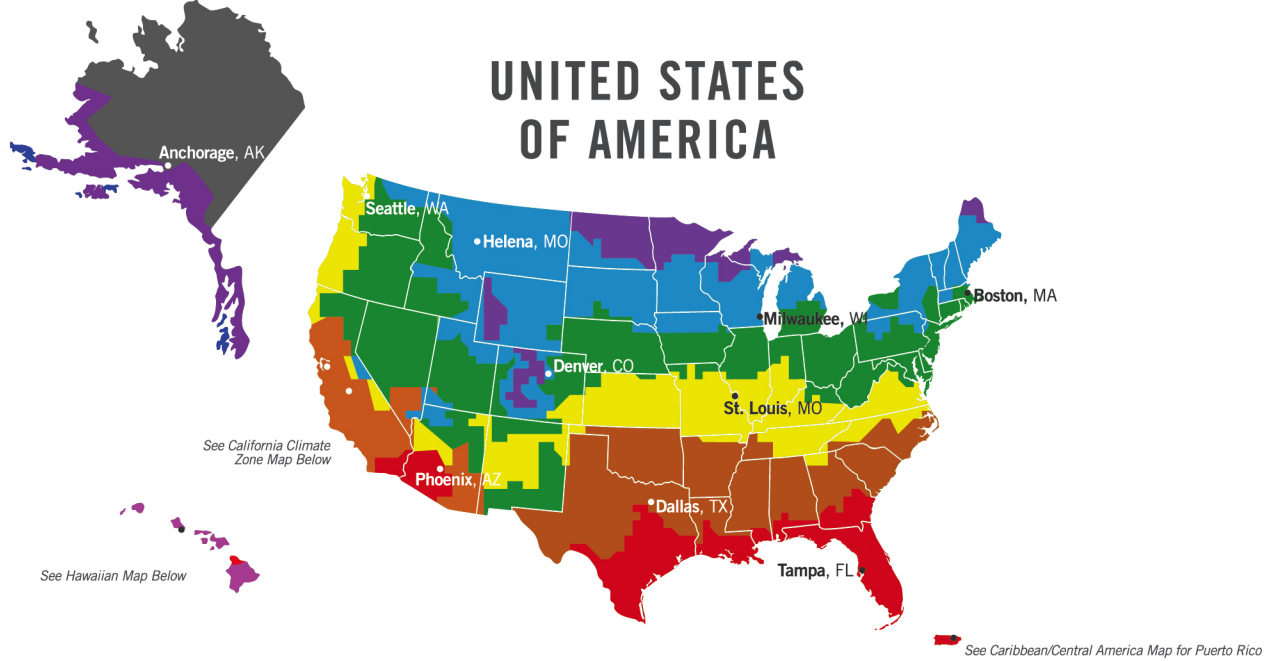 UNITED STATES
OF AMERICA
Anchorage, AK
Seattle, WA
Helena, MO
Boston, MA
Milwaukee, WI
Denver, CO
St. Louis, MO
See California Climate
Zone Map Below
Phoenix, AZ
Dallas, TX
See Hawaiian Map Below
Tampa, FL
See Caribbean/Central America Map for Puerto Rico